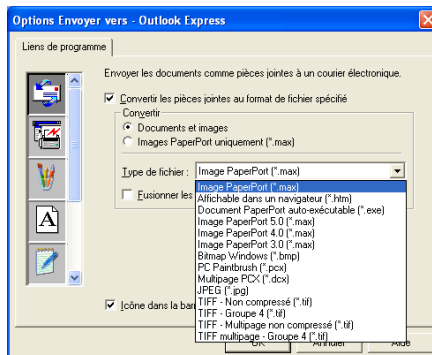 Options Envoyer vers - Outlook Express
Liens de programme
Envoyer les documents comme pièces jointes à un courier électronique.
Convertir les pièces jointes au format de fichier spécifié
Convertir
Documents et images
Images PaperPort uniquement (*.max)
Type de fichier : Image PaperPort (*.max)
Image PaperPort (*.max)
Affichable dans un navigateur (*.htm)
Fusionner les
Document PaperPort auto-exécutable (*.exe)
Image PaperPort 5.0 (*.max)
Image PaperPort 4.0 (*.max)
Image PaperPort 3.0 (*.max)
Bitmap Windows (*.bmp)
PC Paintbrush (*.pcx)
Multipage PCX (*.dcx)
JPEG (*.jpg)
TIFF - Non compressé (*.tif)
Icône dans la
TIFF - Groupe 4 (*.tif)
TIFF - Multipage non compressé (*.tif)
TIFF multipage - Groupe 4 (*.tif)
OK Annuler Aide